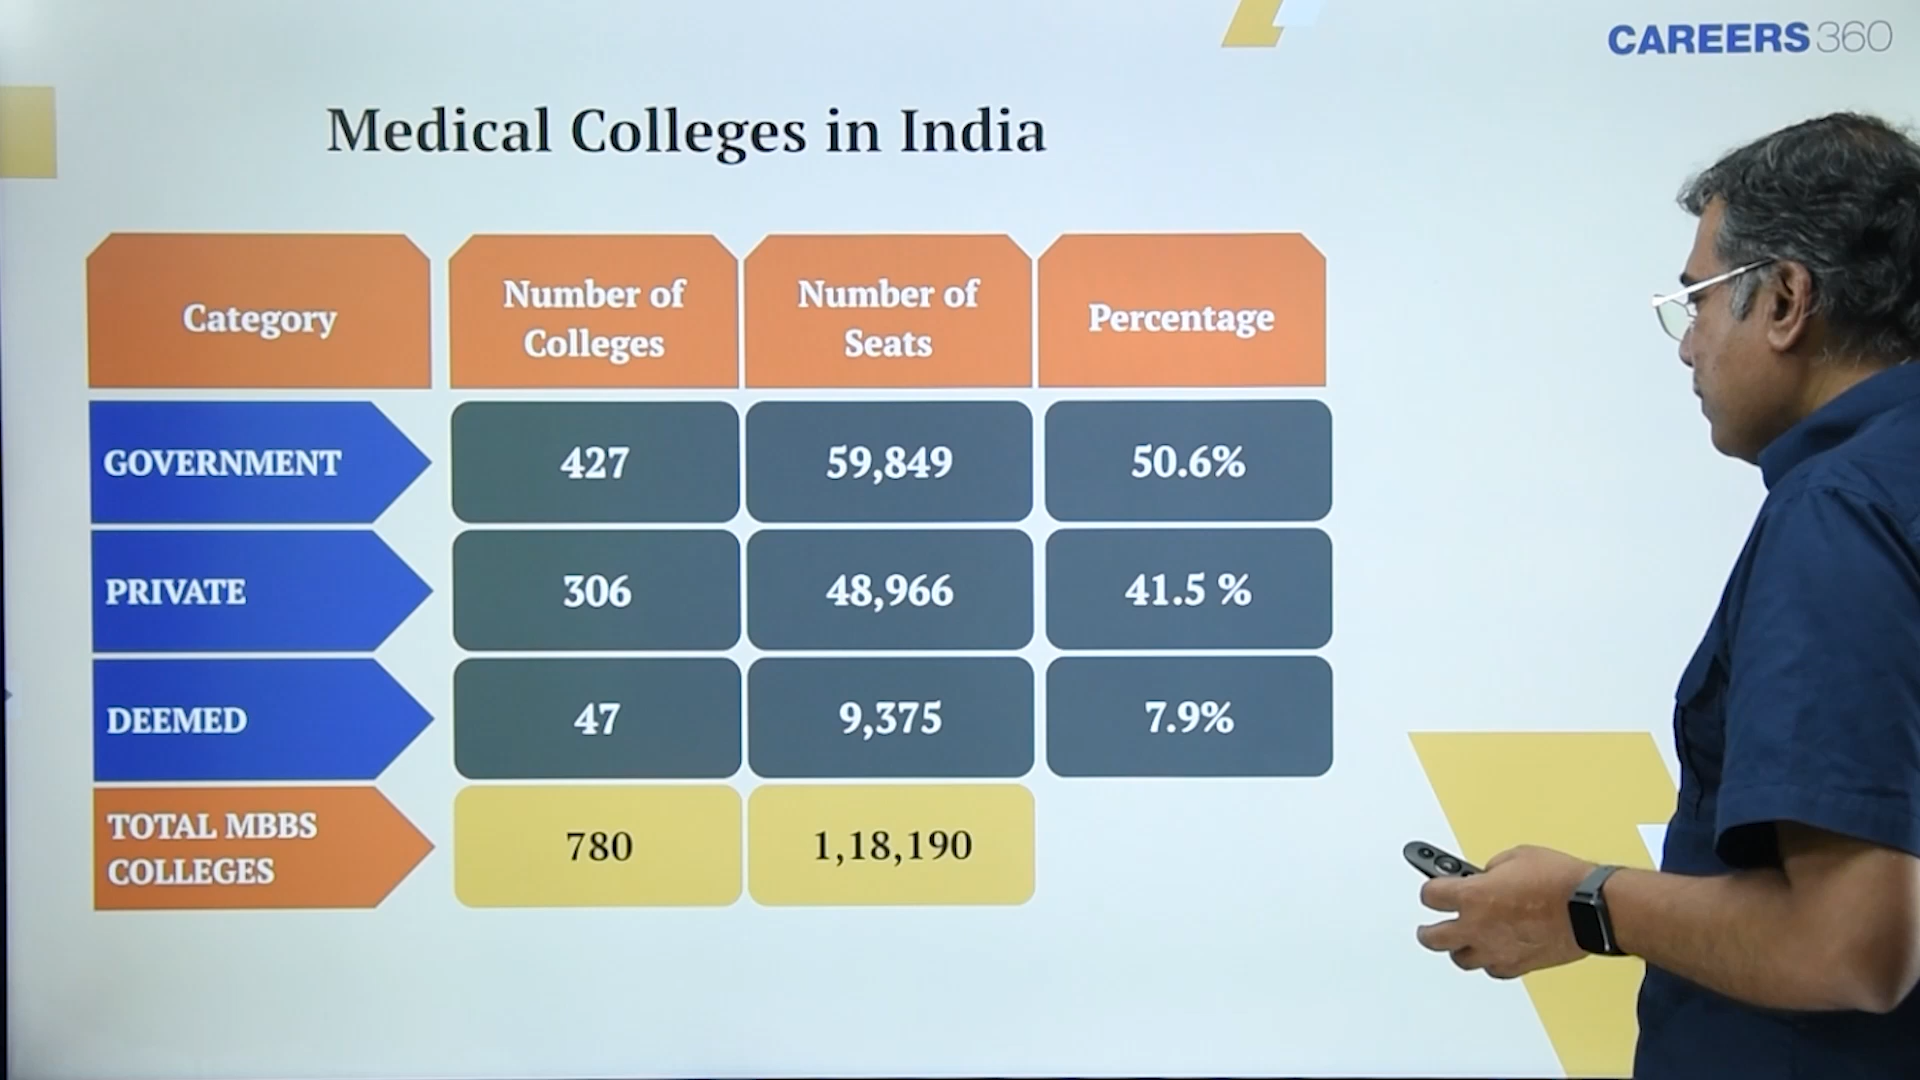 CAREERS360
Medical Colleges in India
Category
Number of
Colleges
Number of
Seats
Percentage
GOVERNMENT
427
59,849
50.6%
PRIVATE
306
48,966
41.5 %
DEEMED
47
9,375
7.9%
TOTAL MBBS
COLLEGES
780
1,18,190